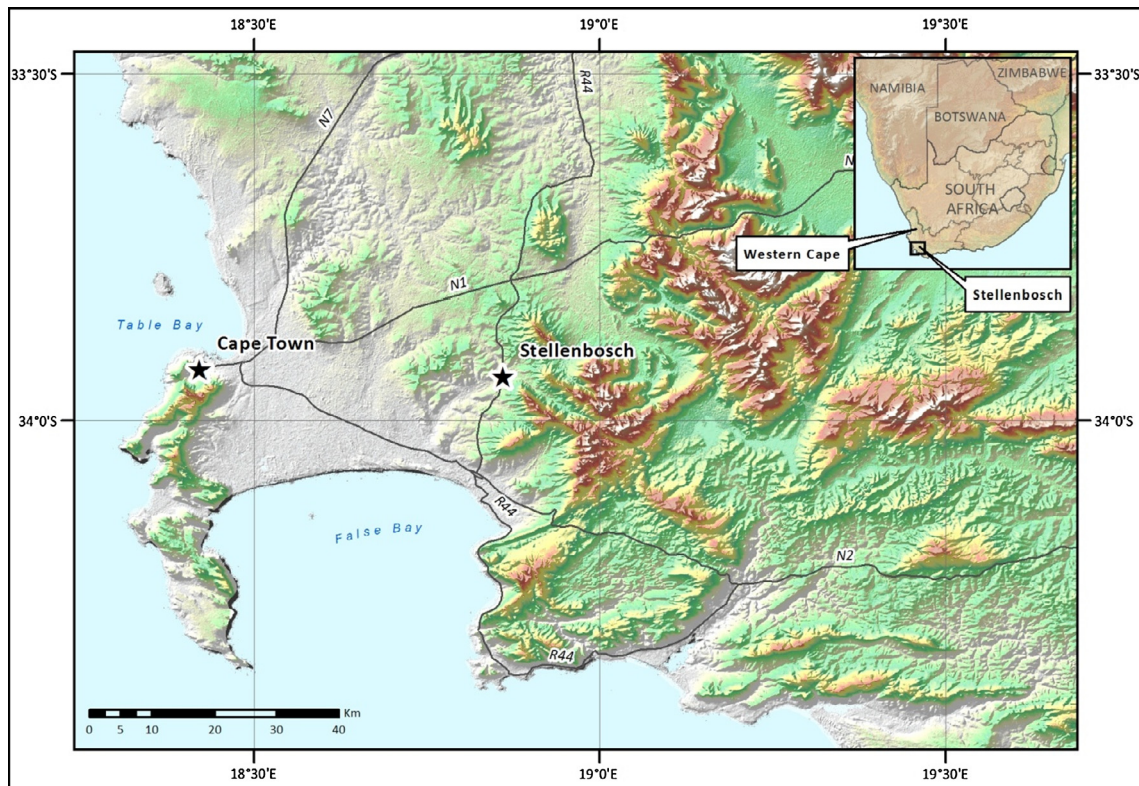 18°30'E
19°0'E
19°30'E
33°30'S
33°30'S
34°0'S
34°0'S
18°30'E
19°0'E
19°30'E
NAMIBIA
ZIMBABWE
BOTSWANA
SOUTH
AFRICA
Western Cape
Stellenbosch
N7
R44
N
N1
Table Bay
Cape Town
Stellenbosch
R44
False Bay
N2
R44
Km
0 5 10 20 30 40